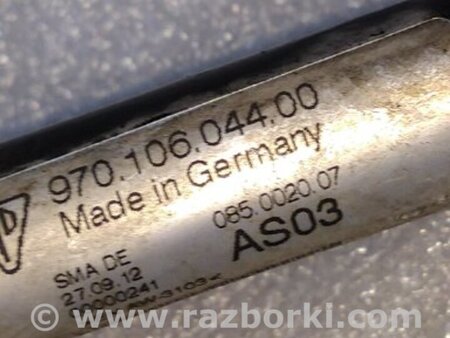 970.106.044.00
Made in Germany
085.0020.07
AS03
SMA DE
27.09.12
www.razborki.com